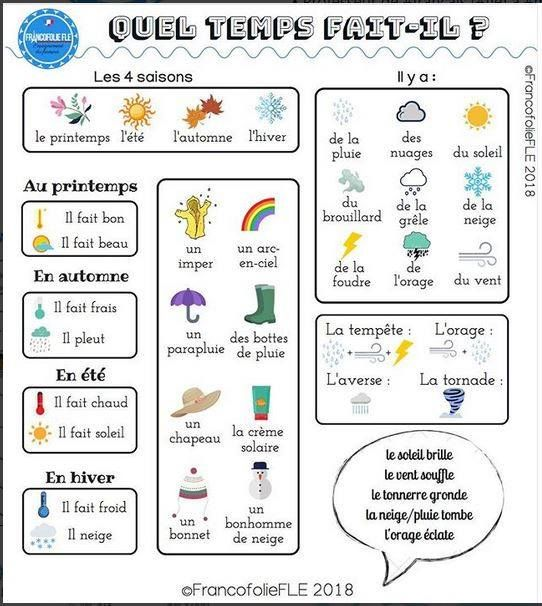 QUEL TEMPS FAIT-IL ?
FRANCOFOLIE FLE
Les 4 saisons
le printemps l'été l'automne l'hiver
Au printemps
Il fait bon
Il fait beau
En automne
Il fait frais
Il pleut
En été
Il fait chaud
Il fait soleil
En hiver
Il fait froid
Il neige
un
imper
un arc-
en-ciel
un
parapluie
des bottes
de pluie
un
chapeau
la crème
solaire
un
bonnet
un
bonhomme
de neige
Il y a :
de la
pluie
des
nuages
du soleil
du
brouillard
de la
grêle
de la
neige
de la
foudre
de
l'orage
du vent
La tempête :
L'orage :
L'averse :
La tornade :
le soleil brille
le vent souffle
le tonnerre gronde
la neige/pluie tombe
l'orage éclate
©FrancofolieFLE 2018
©FrancofolieFLE 2018